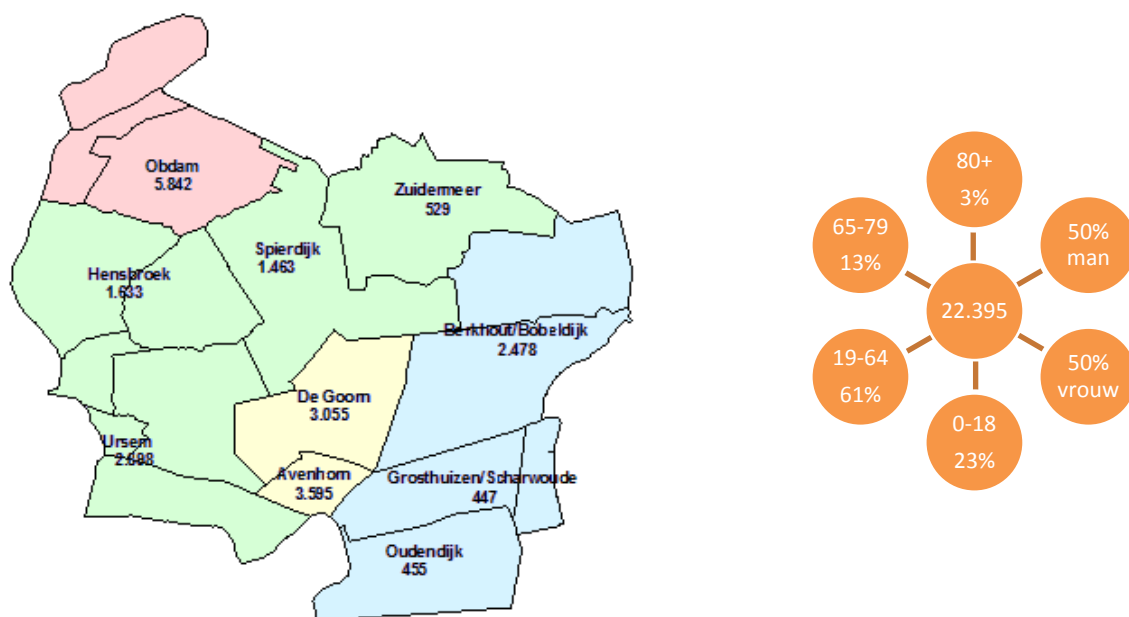 Obdam
5.842
Zuidermeer
529
Spierdijk
1.463
Hensbroek
1.633
Berkhout/Bobeldijk
2.478
De Goorn
3.055
Ursem
2.898
Avenhorn
3.595
Grosthuizen/Scharwoude
447
Oudendijk
455
80+
3%
65-79
13%
50%
man
22.395
19-64
61%
50%
vrouw
0-18
23%